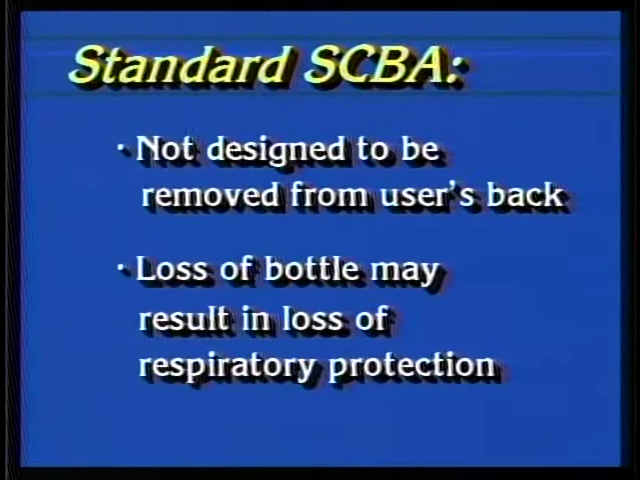 Standard SCBA:
· Not designed to be
removed from user's back
· Loss of bottle may
result in loss of
respiratory protection